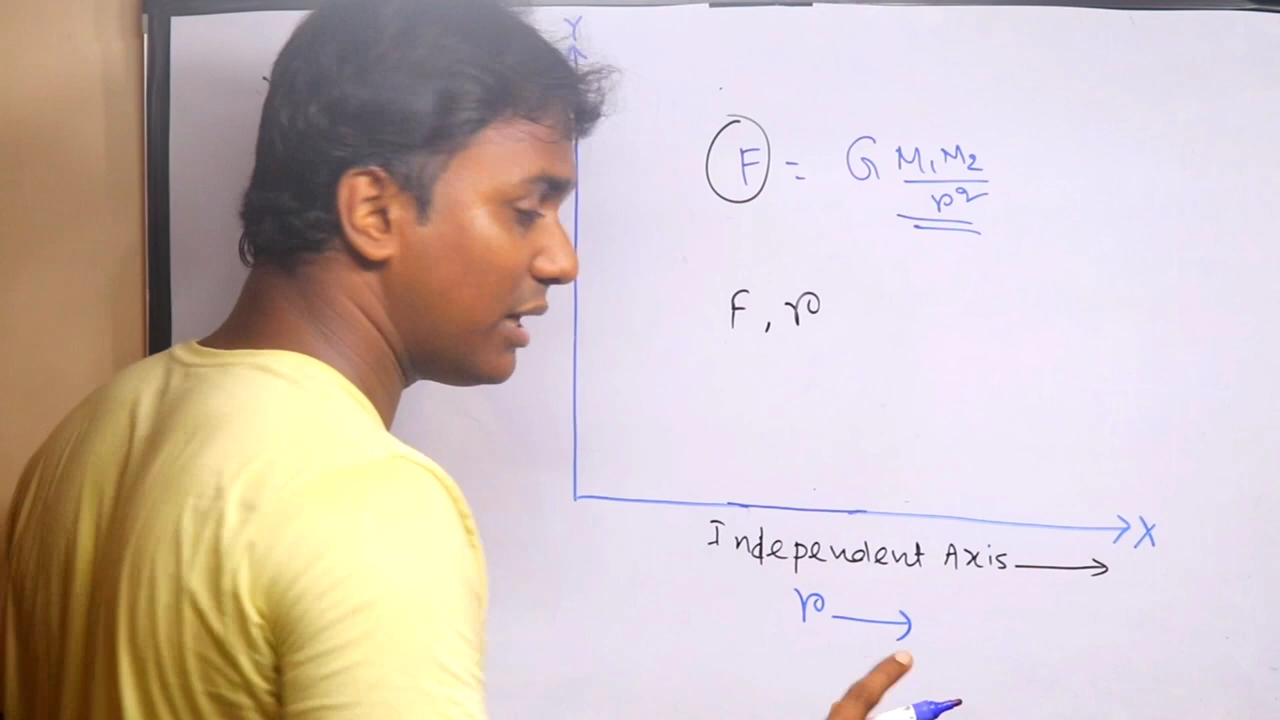 Y
F = G M₁M₂/r²
F, r
X
Independent Axis →
r →